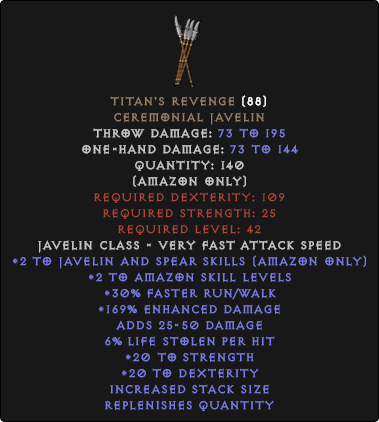 TITAN'S REVENGE (88)
CEREMONIAL JAVELIN
THROW DAMAGE: 73 TO 195
ONE-HAND DAMAGE: 73 TO 144
QUANTITY: 140
(AMAZON ONLY)
REQUIRED DEXTERITY: 109
REQUIRED STRENGTH: 25
REQUIRED LEVEL: 42
JAVELIN CLASS - VERY FAST ATTACK SPEED
+2 TO JAVELIN AND SPEAR SKILLS (AMAZON ONLY)
+2 TO AMAZON SKILL LEVELS
+30% FASTER RUN/WALK
+169% ENHANCED DAMAGE
ADDS 25-50 DAMAGE
6% LIFE STOLEN PER HIT
+20 TO STRENGTH
+20 TO DEXTERITY
INCREASED STACK SIZE
REPLENISHES QUANTITY